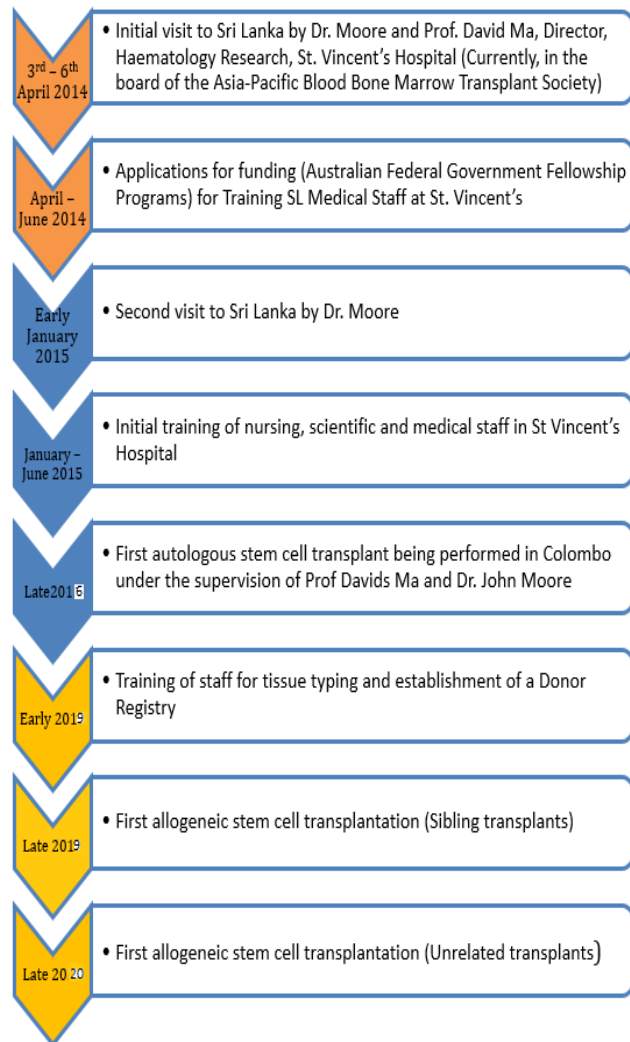 3rd – 6th
April 2014
• Initial visit to Sri Lanka by Dr. Moore and Prof. David Ma, Director,
Haematology Research, St. Vincent's Hospital (Currently, in the
board of the Asia-Pacific Blood Bone Marrow Transplant Society)
April –
June 2014
• Applications for funding (Australian Federal Government Fellowship
Programs) for Training SL Medical Staff at St. Vincent's
Early
January
2015
• Second visit to Sri Lanka by Dr. Moore
January –
June 2015
• Initial training of nursing, scientific and medical staff in St Vincent's
Hospital
Late2016
• First autologous stem cell transplant being performed in Colombo
under the supervision of Prof Davids Ma and Dr. John Moore
Early 2019
• Training of staff for tissue typing and establishment of a Donor
Registry
Late 2019
• First allogeneic stem cell transplantation (Sibling transplants)
Late 2020
• First allogeneic stem cell transplantation (Unrelated transplants)